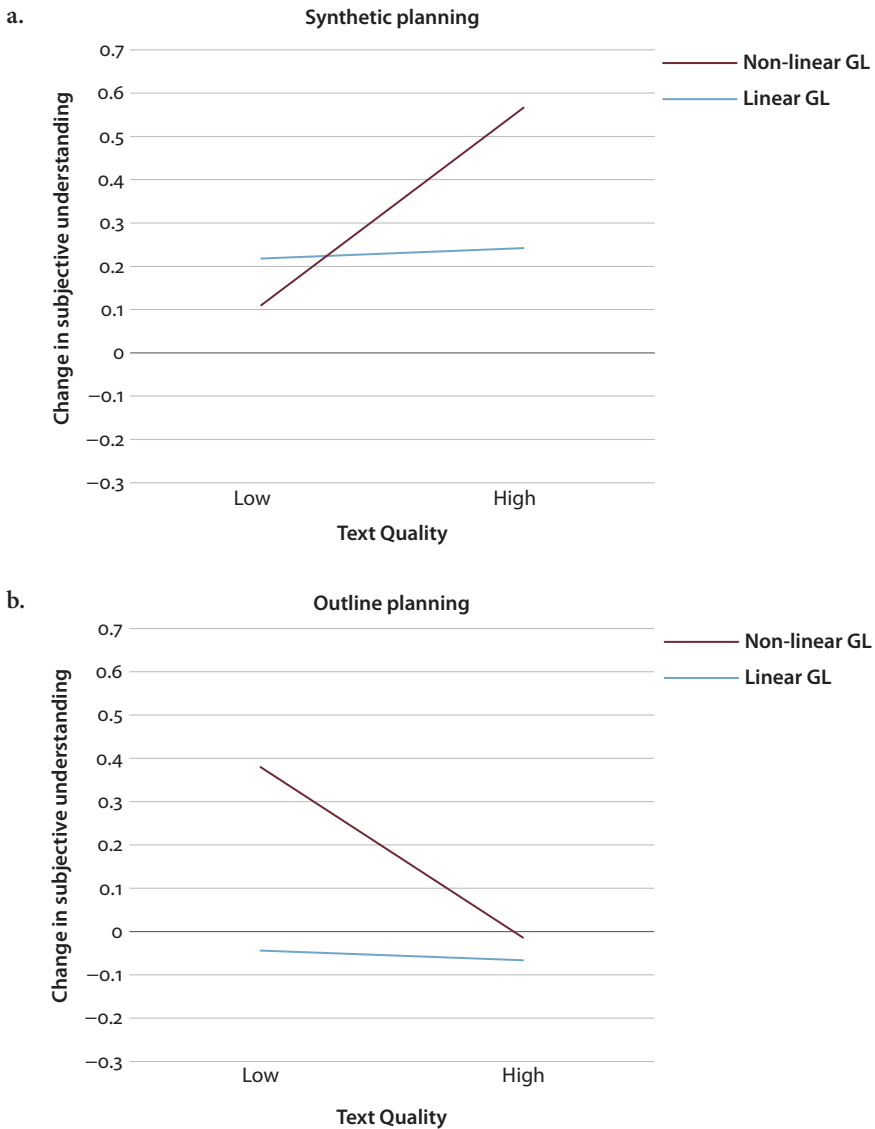 a.
Synthetic planning
Change in subjective understanding
0.7
0.6
0.5
0.4
0.3
0.2
0.1
0
−0.1
−0.2
−0.3
Low High
Text Quality
Non-linear GL
Linear GL
b.
Outline planning
Change in subjective understanding
0.7
0.6
0.5
0.4
0.3
0.2
0.1
0
−0.1
−0.2
−0.3
Low High
Text Quality
Non-linear GL
Linear GL